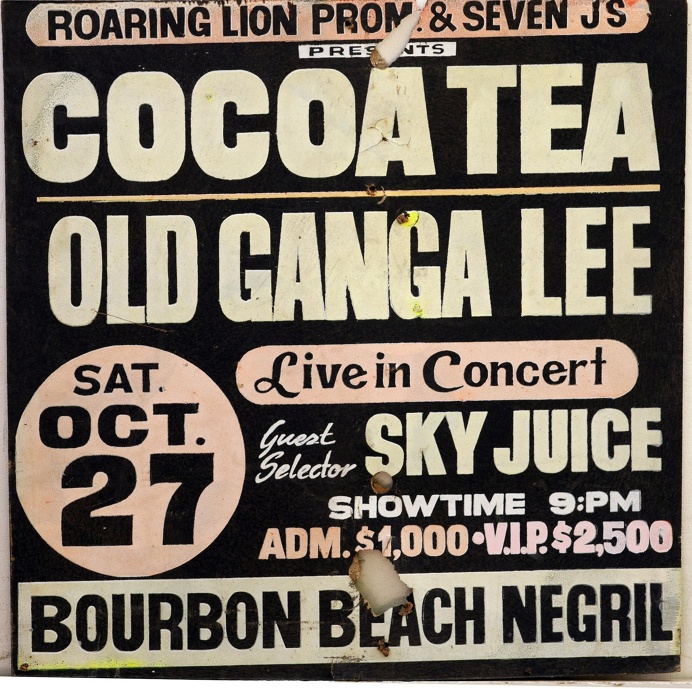 ROARING LION PROM. & SEVEN J'S
PRESENTS
COCOA TEA
OLD GANGA LEE
SAT.
OCT.
27
Live in Concert
Guest
Selector
SKY JUICE
SHOWTIME 9:PM
ADM. $1,000 • V.I.P. $2,500
BOURBON BEACH NEGRIL